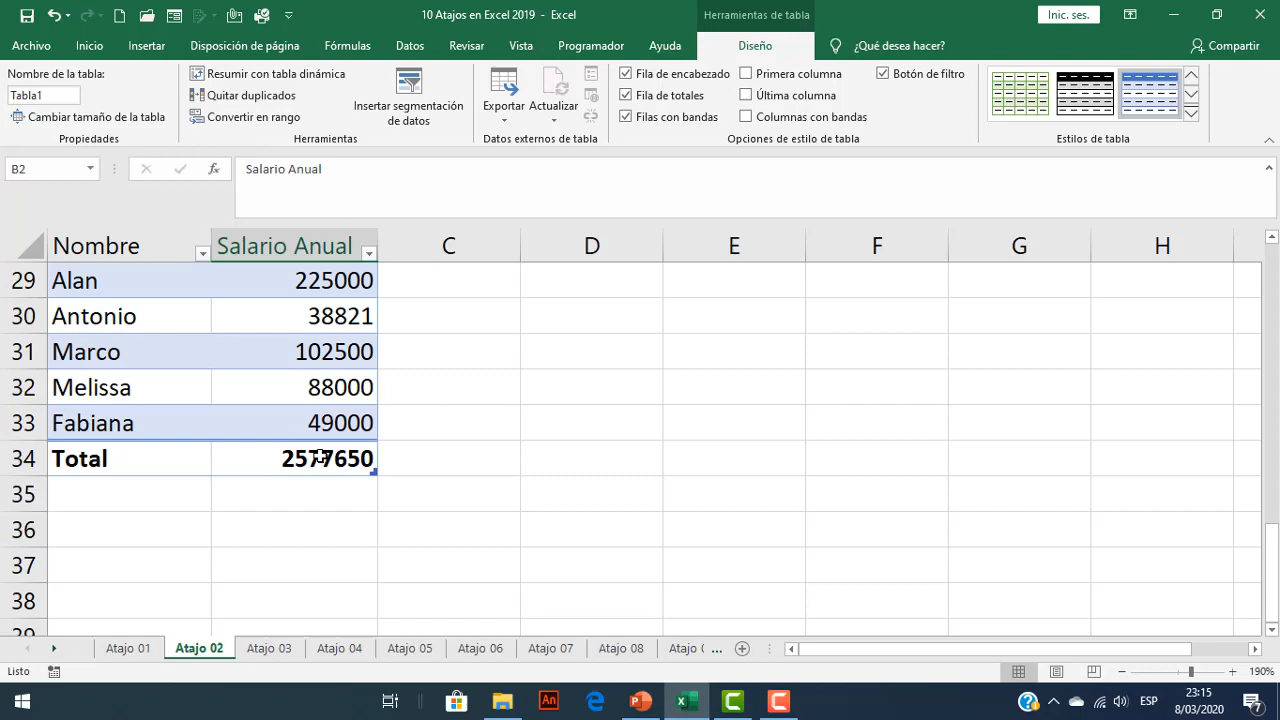 10 Atajos en Excel 2019 - Excel
Herramientas de tabla
Inic. ses.
Archivo Inicio Insertar Disposición de página Fórmulas Datos Revisar Vista Programador Ayuda Diseño ¿Qué desea hacer? Compartir
Nombre de la tabla:
Tabla1
Cambiar tamaño de la tabla
Propiedades
Resumir con tabla dinámica
Quitar duplicados
Convertir en rango
Insertar segmentación
de datos
Herramientas
Exportar Actualizar
Datos externos de tabla
Fila de encabezado Primera columna Botón de filtro
Fila de totales Última columna
Filas con bandas Columnas con bandas
Opciones de estilo de tabla
Estilos de tabla
B2 fx Salario Anual
Nombre Salario Anual C D E F G H
29 Alan 225000
30 Antonio 38821
31 Marco 102500
32 Melissa 88000
33 Fabiana 49000
34 Total 2577650
35
36
37
38
Atajo 01 Atajo 02 Atajo 03 Atajo 04 Atajo 05 Atajo 06 Atajo 07 Atajo 08 Atajo ...
Listo 190%
An ESP 23:15
8/03/2020 7